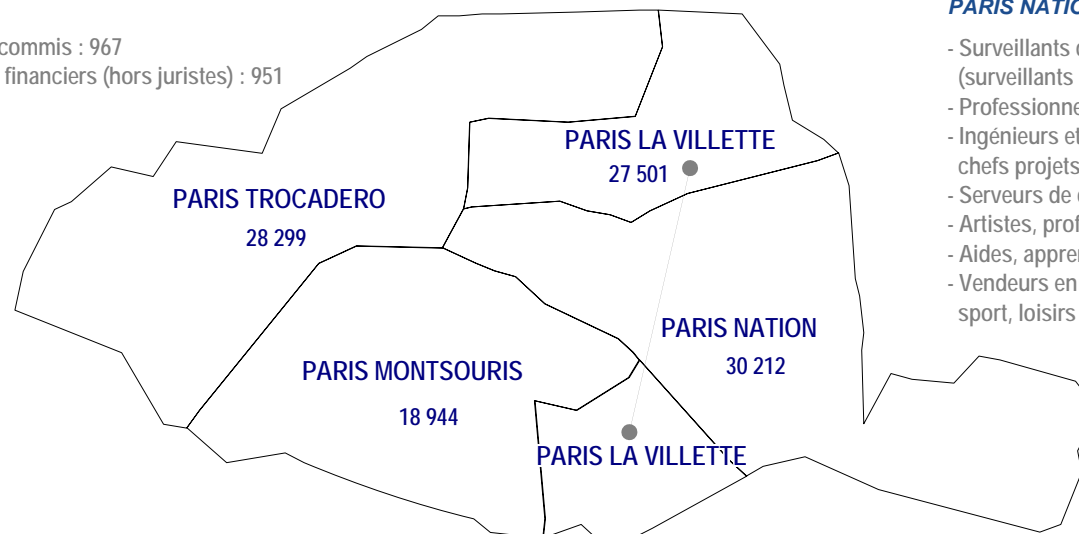 commis : 967
financiers (hors juristes) : 951
PARIS LA VILLETTE
27 501
PARIS TROCADERO
28 299
PARIS NATION
30 212
PARIS MONTSOURIS
18 944
PARIS LA VILLETTE
PARIS NATIO
- Surveillants
(surveillants
- Professionne
- Ingénieurs et
chefs projets
- Serveurs de
- Artistes, prof
- Aides, appre
- Vendeurs en
sport, loisirs